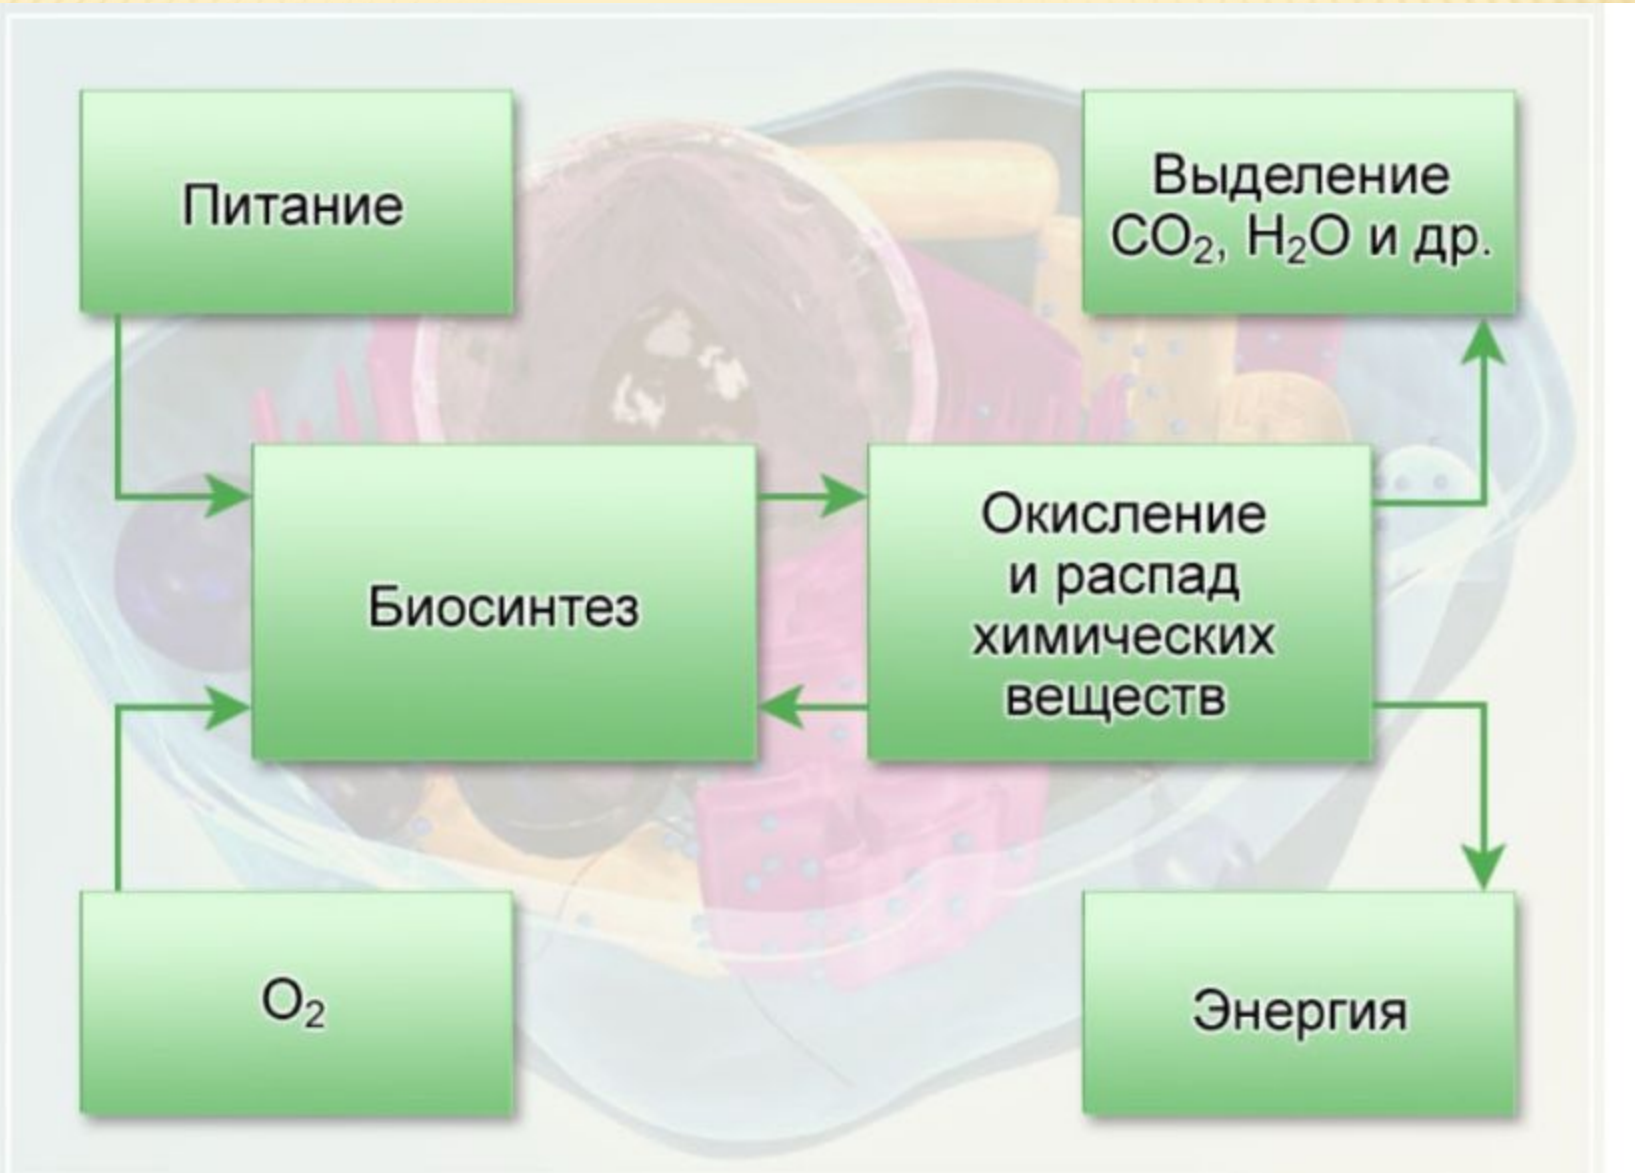 Питание
Выделение
CO₂, H₂O и др.
Биосинтез
Окисление
и распад
химических
веществ
O₂
Энергия